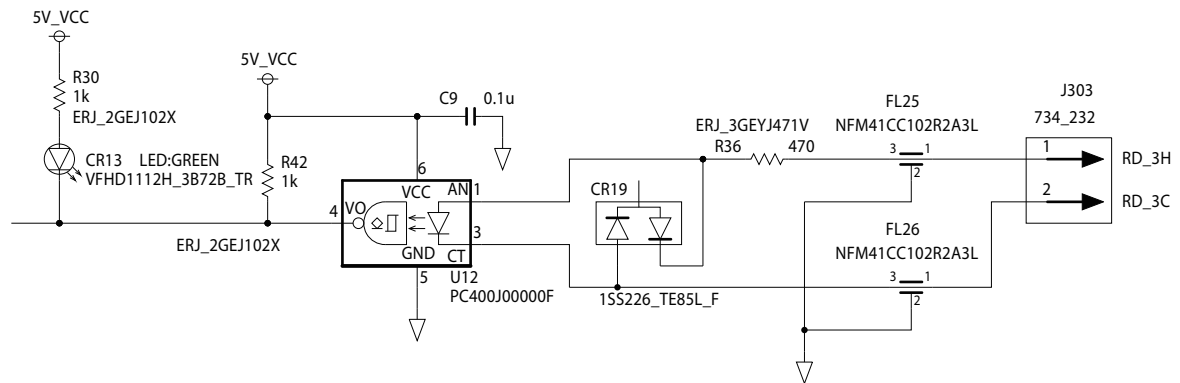 5V_VCC
R30
1k
ERJ_2GEJ102X
CR13 LED:GREEN
VFHD1112H_3B72B_TR
5V_VCC
R42
1k
ERJ_2GEJ102X
C9 0.1u
6
VCC
AN 1
4 VO
3
GND
CT
5
U12
PC400J00000F
ERJ_3GEYJ471V
R36 470
CR19
1SS226_TE85L_F
FL25
NFM41CC102R2A3L
3 1
2
FL26
NFM41CC102R2A3L
3 1
2
J303
734_232
1
RD_3H
2
RD_3C